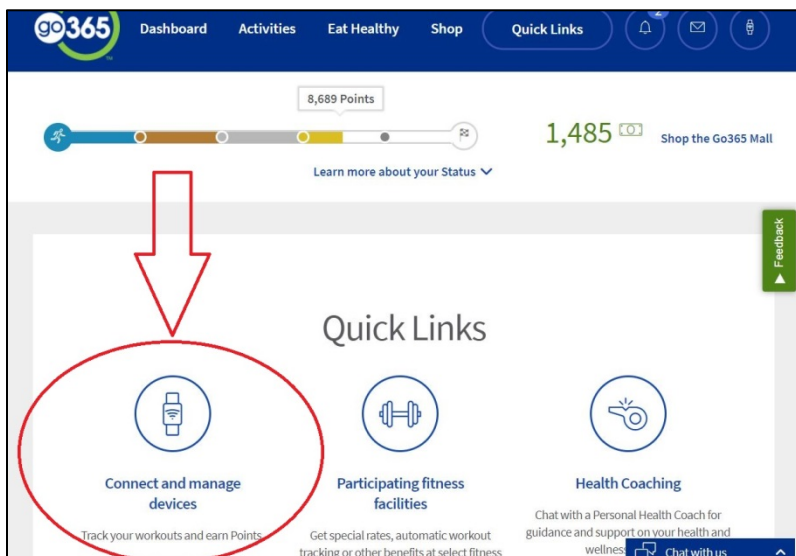 go365
Dashboard Activities Eat Healthy Shop Quick Links 2
8,689 Points
1,485 Shop the Go365 Mall
Learn more about your Status
Feedback
Quick Links
Connect and manage
devices
Track your workouts and earn Points
Participating fitness
facilities
Get special rates, automatic workout
tracking or other benefits at select fitness
Health Coaching
Chat with a Personal Health Coach for
guidance and support on your health and
wellness
Chat with us